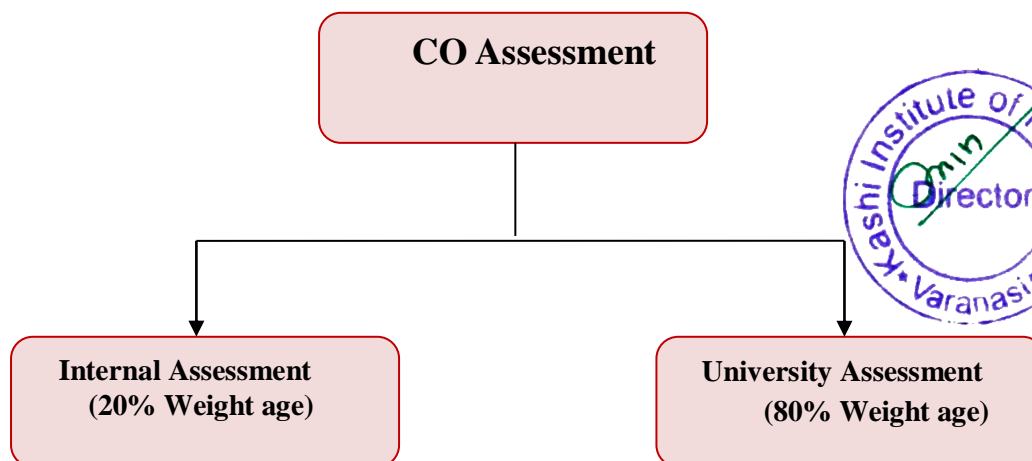 CO Assessment
Kashi Institute of
Director
Varanasi
Internal Assessment
(20% Weight age)
University Assessment
(80% Weight age)